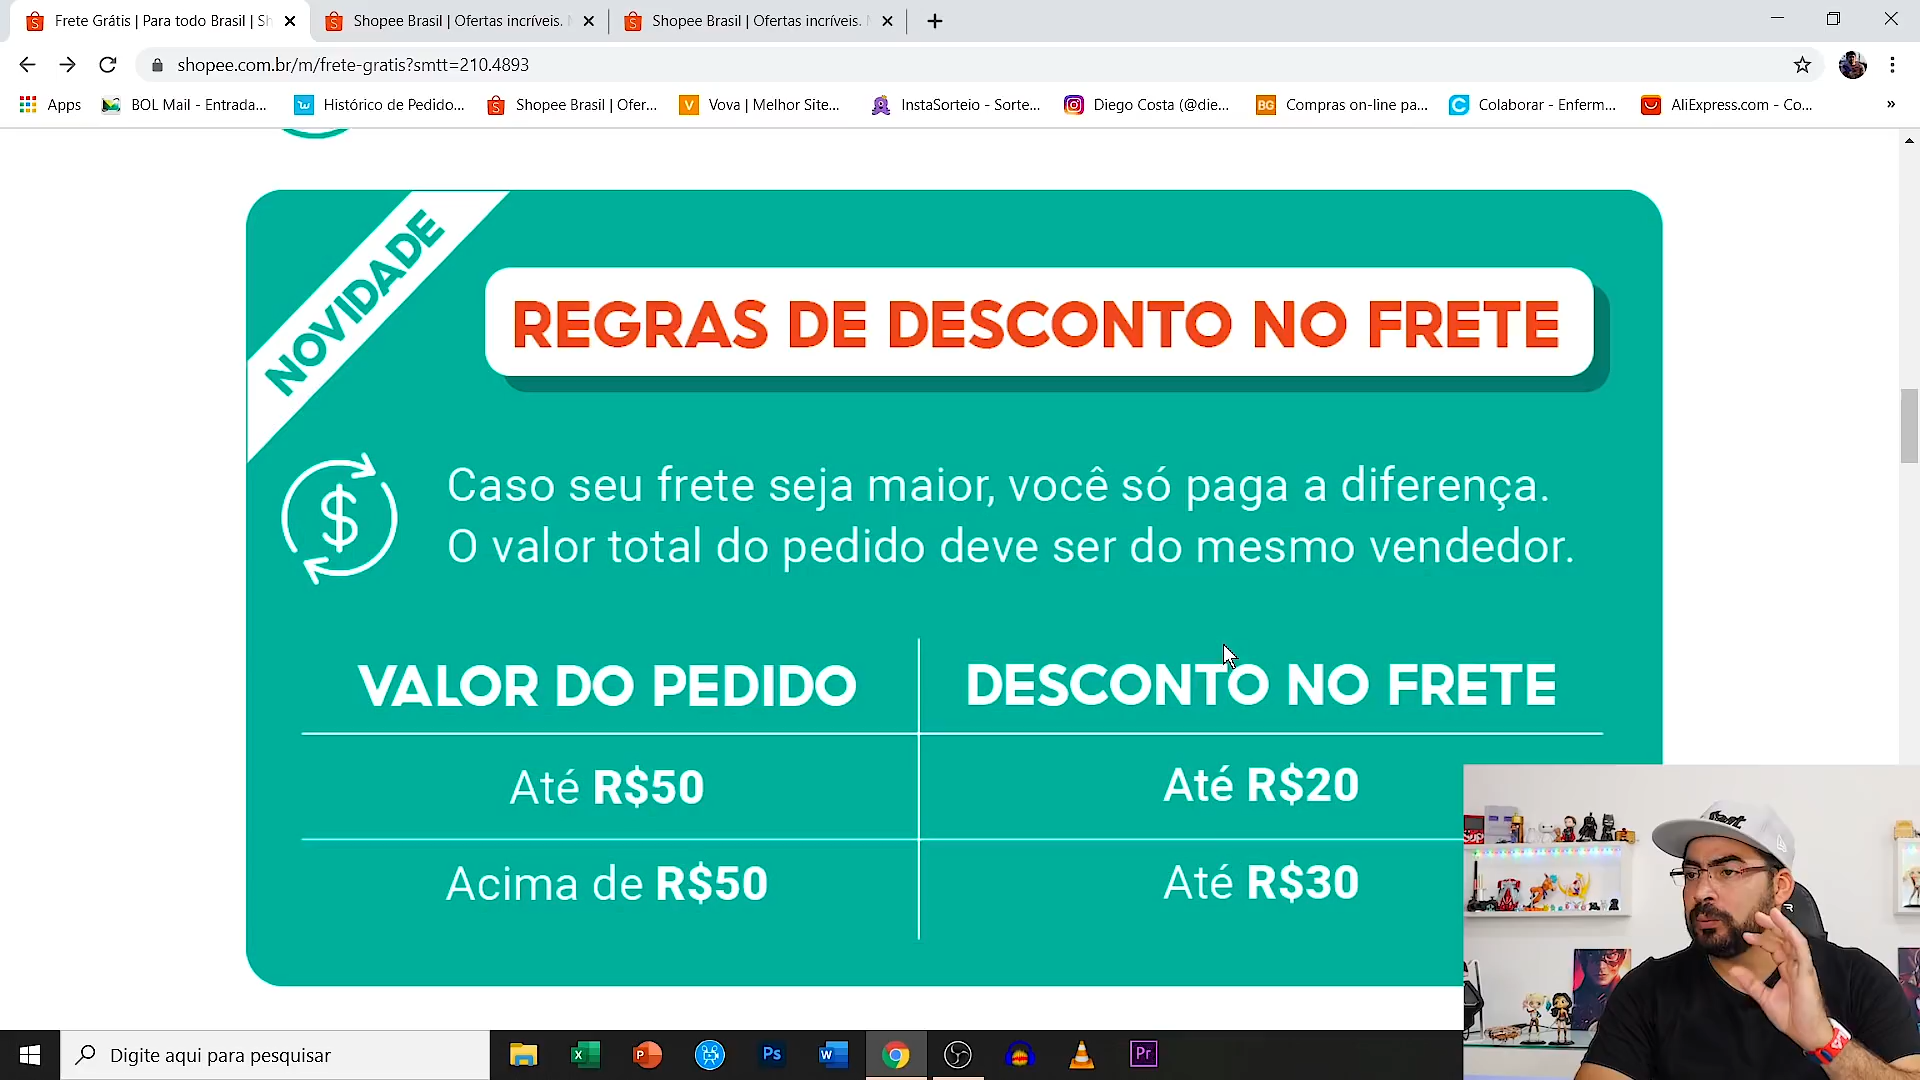 Frete Grátis | Para todo Brasil | Sh
Shopee Brasil | Ofertas incríveis. M
Shopee Brasil | Ofertas incríveis. M
shopee.com.br/m/frete-gratis?smtt=210.4893
Apps
BOL Mail - Entrada...
Histórico de Pedido...
Shopee Brasil | Ofer...
Vova | Melhor Site...
InstaSorteio - Sorte...
Diego Costa (@die...
Compras on-line pa...
Colaborar - Enferm...
AliExpress.com - Co...
NOVIDADE
REGRAS DE DESCONTO NO FRETE
Caso seu frete seja maior, você só paga a diferença.
O valor total do pedido deve ser do mesmo vendedor.
VALOR DO PEDIDO
DESCONTO NO FRETE
Até R$50
Até R$20
Acima de R$50
Até R$30
Digite aqui para pesquisar